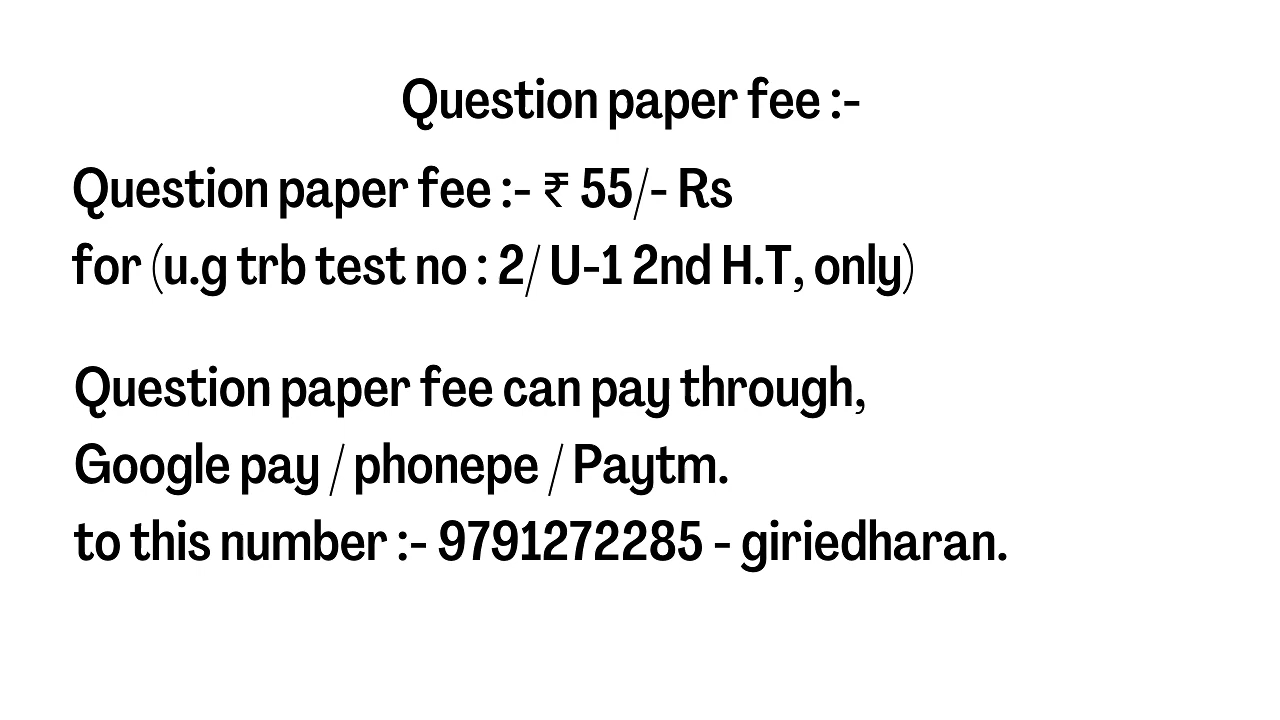 Question paper fee :-
Question paper fee :- ₹ 55/- Rs
for (u.g trb test no : 2/ U-1 2nd H.T, only)
Question paper fee can pay through,
Google pay / phonepe / Paytm.
to this number :- 9791272285 - giriedharan.